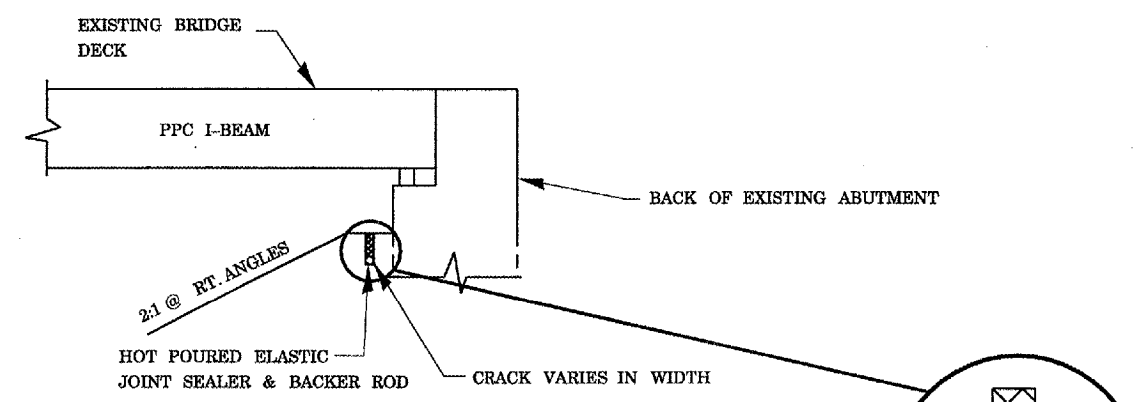 EXISTING BRIDGE
DECK
PPC I-BEAM
BACK OF EXISTING ABUTMENT
2:1 @ RT. ANGLES
HOT POURED ELASTIC
JOINT SEALER & BACKER ROD
CRACK VARIES IN WIDTH